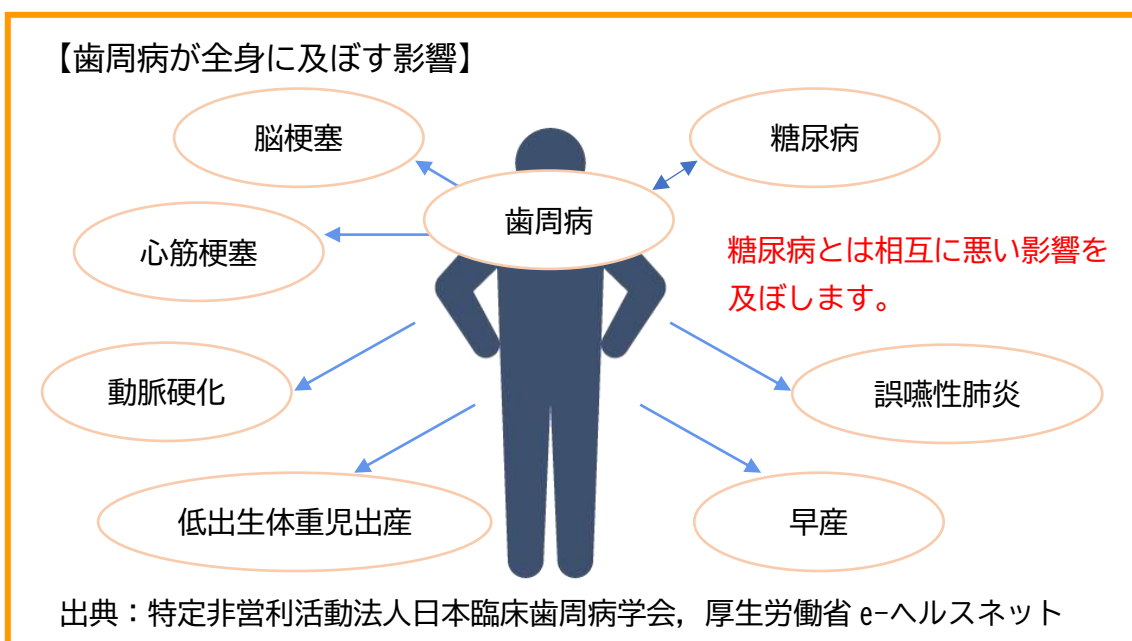 【歯周病が全身に及ぼす影響】
脳梗塞
糖尿病
歯周病
心筋梗塞
糖尿病とは相互に悪い影響を
及ぼします。
動脈硬化
誤嚥性肺炎
低出生体重児出産
早産
出典：特定非営利活動法人日本臨床歯周病学会，厚生労働省 e-ヘルスネット